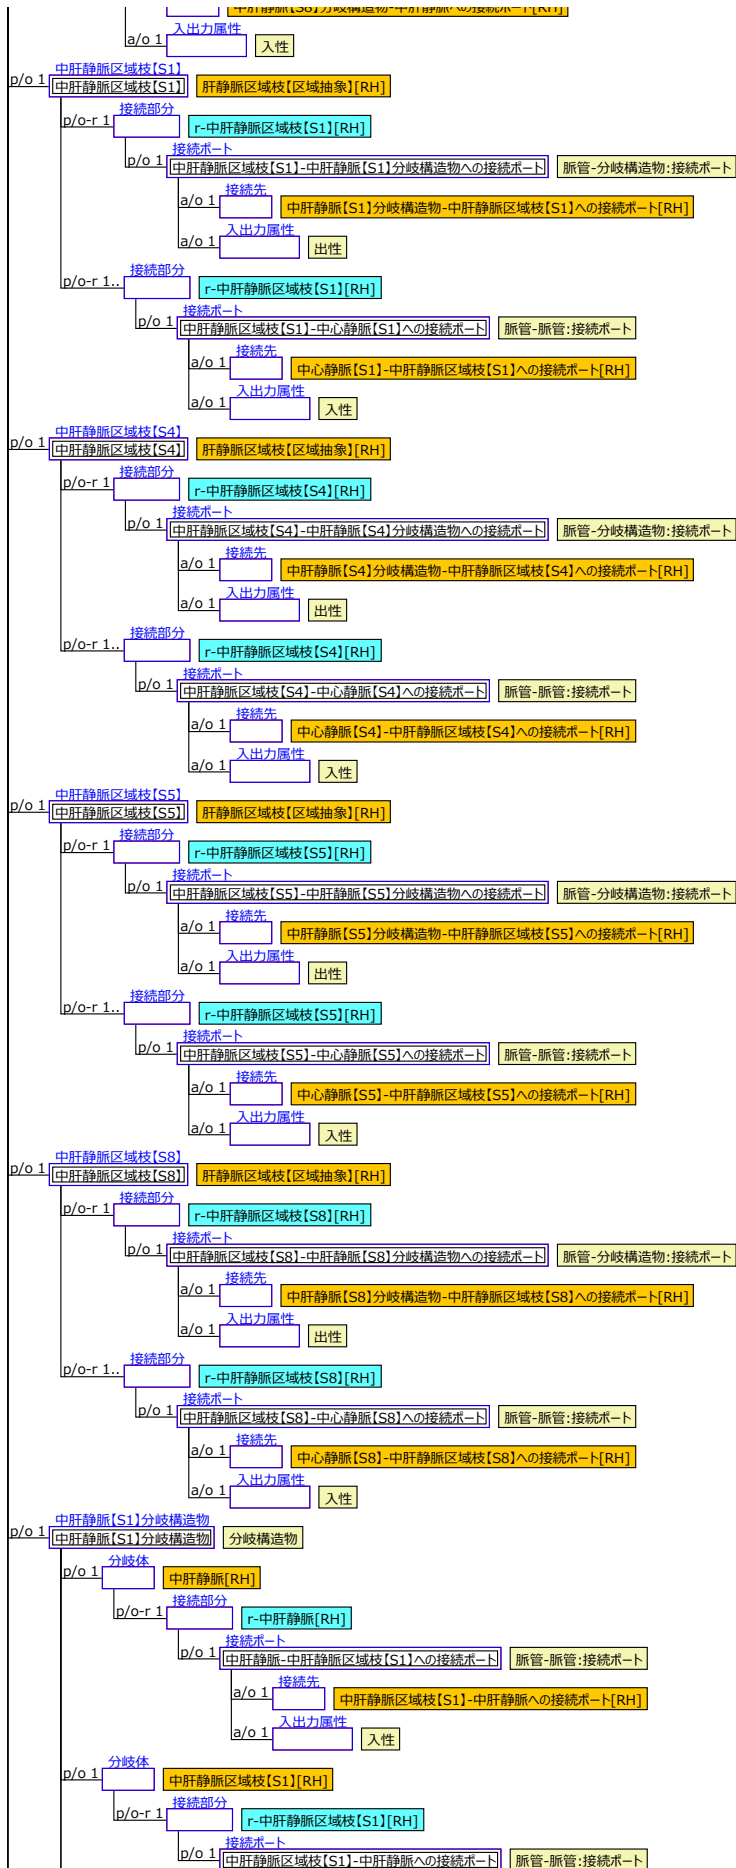 中肝静脈【S8】分岐構造物-中肝静脈への接続ポート[RH]
入出力属性
a/o 1 入性
中肝静脈区域枝【S1】
p/o 1 中肝静脈区域枝【S1】 肝静脈区域枝【区域抽象】[RH]
接続部分
p/o-r 1 r-中肝静脈区域枝【S1】[RH]
接続ポート
p/o 1 中肝静脈区域枝【S1】-中肝静脈【S1】分岐構造物への接続ポート 脈管-分岐構造物:接続ポート
接続先
a/o 1 中肝静脈【S1】分岐構造物-中肝静脈区域枝【S1】への接続ポート[RH]
入出力属性
a/o 1 出性
接続部分
p/o-r 1.. r-中肝静脈区域枝【S1】[RH]
接続ポート
p/o 1 中肝静脈区域枝【S1】-中心静脈【S1】への接続ポート 脈管-脈管:接続ポート
接続先
a/o 1 中心静脈【S1】-中肝静脈区域枝【S1】への接続ポート[RH]
入出力属性
a/o 1 入性
中肝静脈区域枝【S4】
p/o 1 中肝静脈区域枝【S4】 肝静脈区域枝【区域抽象】[RH]
接続部分
p/o-r 1 r-中肝静脈区域枝【S4】[RH]
接続ポート
p/o 1 中肝静脈区域枝【S4】-中肝静脈【S4】分岐構造物への接続ポート 脈管-分岐構造物:接続ポート
接続先
a/o 1 中肝静脈【S4】分岐構造物-中肝静脈区域枝【S4】への接続ポート[RH]
入出力属性
a/o 1 出性
接続部分
p/o-r 1.. r-中肝静脈区域枝【S4】[RH]
接続ポート
p/o 1 中肝静脈区域枝【S4】-中心静脈【S4】への接続ポート 脈管-脈管:接続ポート
接続先
a/o 1 中心静脈【S4】-中肝静脈区域枝【S4】への接続ポート[RH]
入出力属性
a/o 1 入性
中肝静脈区域枝【S5】
p/o 1 中肝静脈区域枝【S5】 肝静脈区域枝【区域抽象】[RH]
接続部分
p/o-r 1 r-中肝静脈区域枝【S5】[RH]
接続ポート
p/o 1 中肝静脈区域枝【S5】-中肝静脈【S5】分岐構造物への接続ポート 脈管-分岐構造物:接続ポート
接続先
a/o 1 中肝静脈【S5】分岐構造物-中肝静脈区域枝【S5】への接続ポート[RH]
入出力属性
a/o 1 出性
接続部分
p/o-r 1.. r-中肝静脈区域枝【S5】[RH]
接続ポート
p/o 1 中肝静脈区域枝【S5】-中心静脈【S5】への接続ポート 脈管-脈管:接続ポート
接続先
a/o 1 中心静脈【S5】-中肝静脈区域枝【S5】への接続ポート[RH]
入出力属性
a/o 1 入性
中肝静脈区域枝【S8】
p/o 1 中肝静脈区域枝【S8】 肝静脈区域枝【区域抽象】[RH]
接続部分
p/o-r 1 r-中肝静脈区域枝【S8】[RH]
接続ポート
p/o 1 中肝静脈区域枝【S8】-中肝静脈【S8】分岐構造物への接続ポート 脈管-分岐構造物:接続ポート
接続先
a/o 1 中肝静脈【S8】分岐構造物-中肝静脈区域枝【S8】への接続ポート[RH]
入出力属性
a/o 1 出性
接続部分
p/o-r 1.. r-中肝静脈区域枝【S8】[RH]
接続ポート
p/o 1 中肝静脈区域枝【S8】-中心静脈【S8】への接続ポート 脈管-脈管:接続ポート
接続先
a/o 1 中心静脈【S8】-中肝静脈区域枝【S8】への接続ポート[RH]
入出力属性
a/o 1 入性
中肝静脈【S1】分岐構造物
p/o 1 中肝静脈【S1】分岐構造物 分岐構造物
分岐体
p/o 1 中肝静脈[RH]
接続部分
p/o-r 1 r-中肝静脈[RH]
接続ポート
p/o 1 中肝静脈-中肝静脈区域枝【S1】への接続ポート 脈管-脈管:接続ポート
接続先
a/o 1 中肝静脈区域枝【S1】-中肝静脈への接続ポート[RH]
入出力属性
a/o 1 入性
分岐体
p/o 1 中肝静脈区域枝【S1】[RH]
接続部分
p/o-r 1 r-中肝静脈区域枝【S1】[RH]
接続ポート
p/o 1 中肝静脈区域枝【S1】-中肝静脈への接続ポート 脈管-脈管:接続ポート